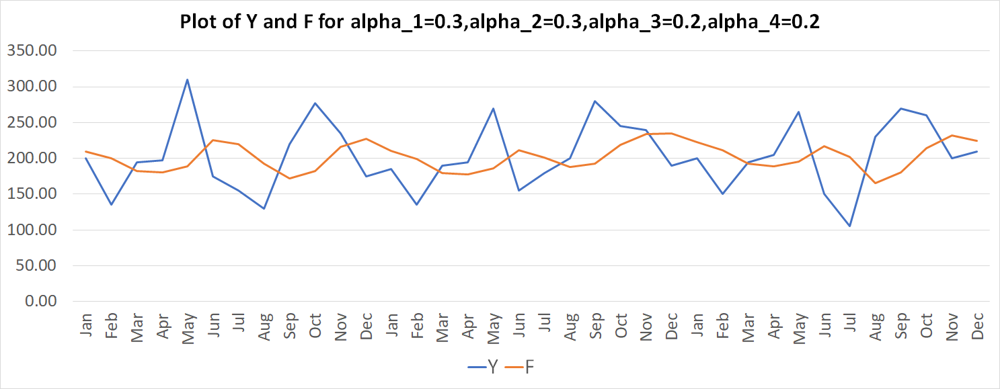 Plot of Y and F for alpha_1=0.3,alpha_2=0.3,alpha_3=0.2,alpha_4=0.2
350.00
300.00
250.00
200.00
150.00
100.00
50.00
0.00
Jan Feb Mar Apr May Jun Jul Aug Sep Oct Nov Dec Jan Feb Mar Apr May Jun Jul Aug Sep Oct Nov Dec Jan Feb Mar Apr May Jun Jul Aug Sep Oct Nov Dec
Y F